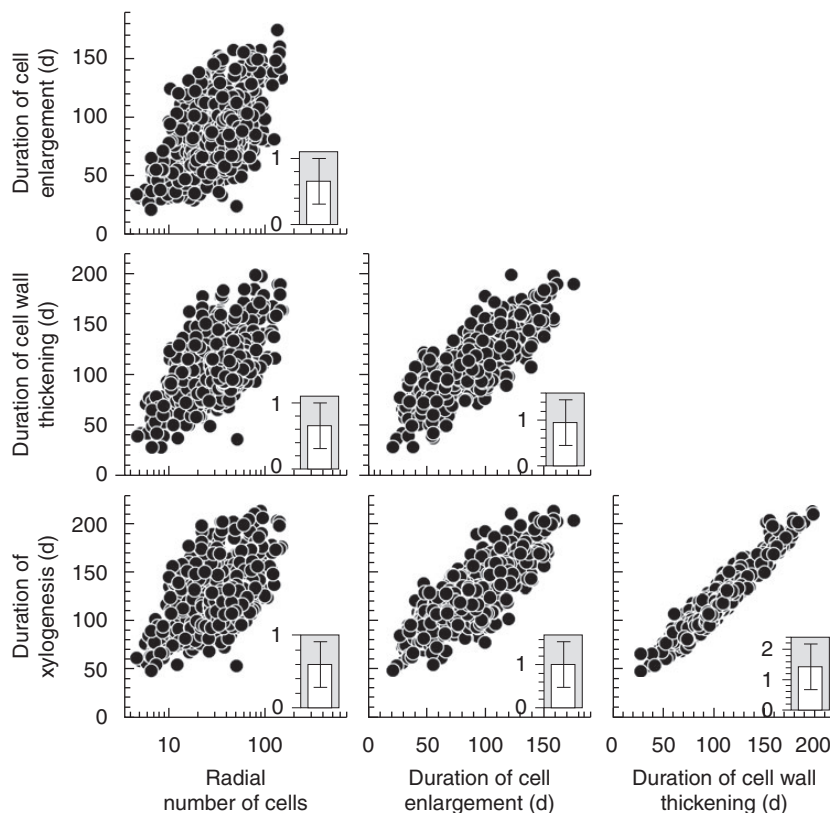 Duration of cell
enlargement (d)
150
100
50
0
1
0
Duration of cell wall
thickening (d)
200
150
100
50
0
1
0
1
0
Duration of
xylogenesis (d)
200
150
100
50
0
1
0
1
0
2
1
0
10 100
0 50 100 150
0 50 100 150 200
Radial
number of cells
Duration of cell
enlargement (d)
Duration of cell wall
thickening (d)